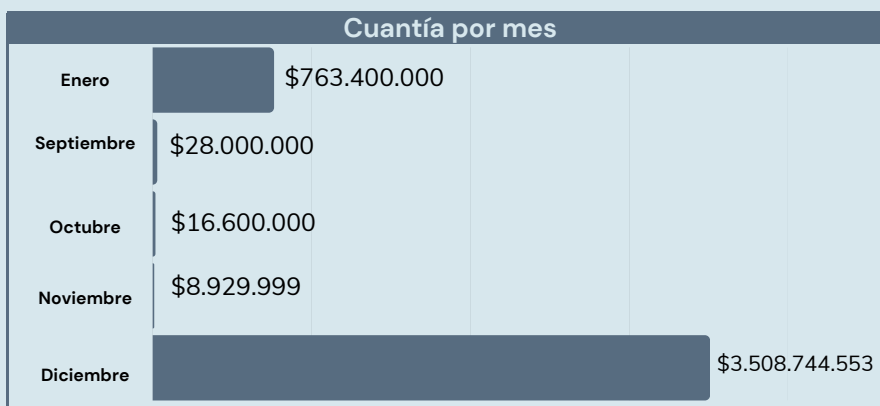 Cuantía por mes
Enero $763.400.000
Septiembre $28.000.000
Octubre $16.600.000
Noviembre $8.929.999
Diciembre $3.508.744.553